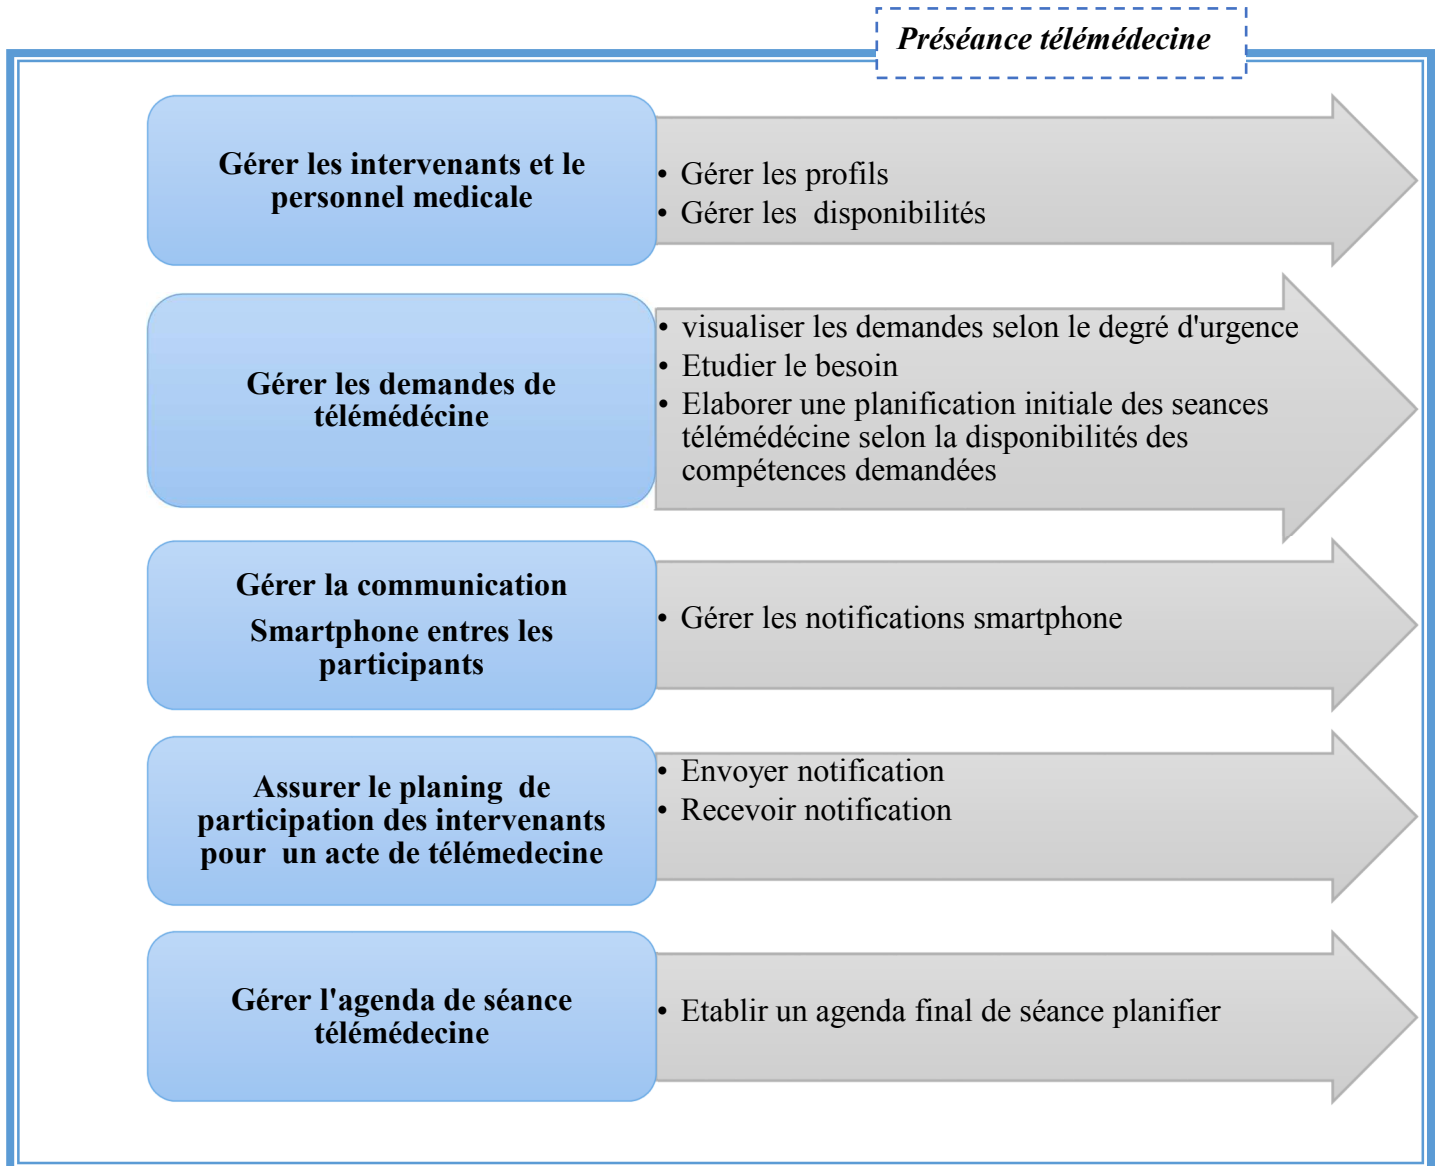 Préséance télémédecine
Gérer les intervenants et le
personnel medicale
• Gérer les profils
• Gérer les  disponibilités
Gérer les demandes de
télémédécine
• visualiser les demandes selon le degré d'urgence
• Etudier le besoin
• Elaborer une planification initiale des seances
télémédécine selon la disponibilités des
compétences demandées
Gérer la communication
Smartphone entres les
participants
• Gérer les notifications smartphone
Assurer le planing  de
participation des intervenants
pour  un acte de télémedecine
• Envoyer notification
• Recevoir notification
Gérer l'agenda de séance
télémédecine
• Etablir un agenda final de séance planifier